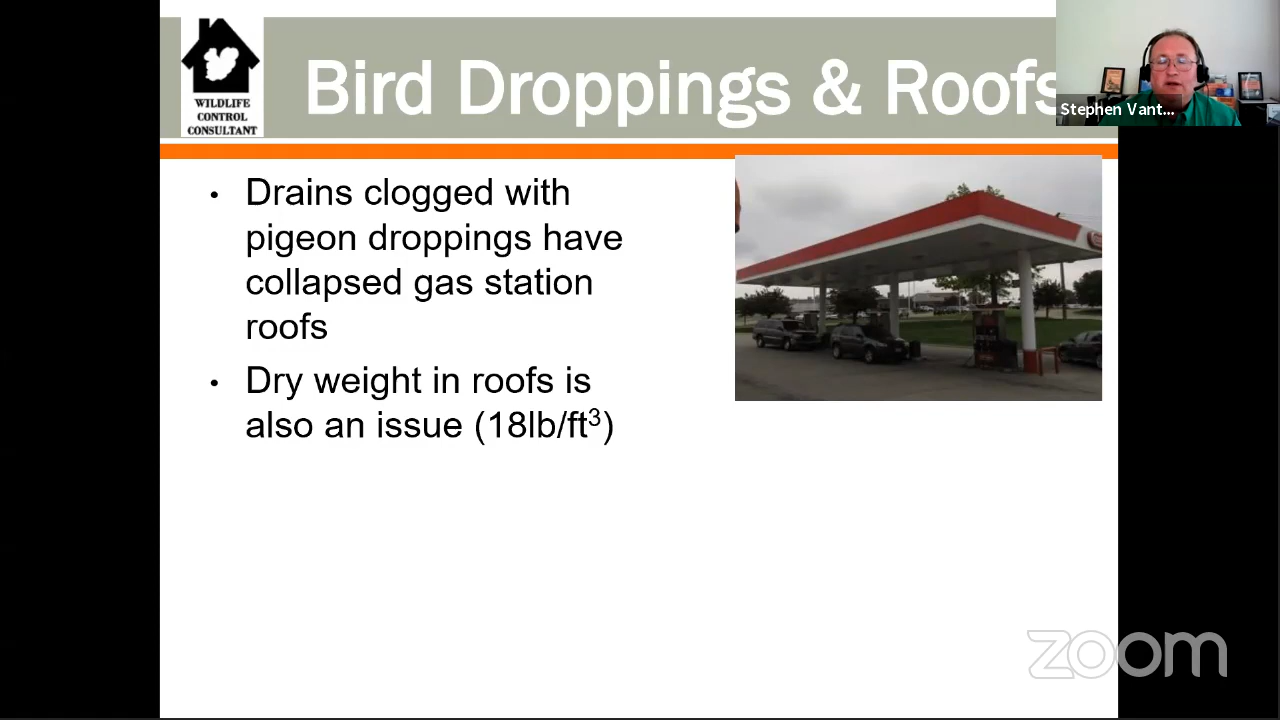 WILDLIFE
CONTROL
CONSULTANT
Bird Droppings & Roofs
Stephen Vant...
• Drains clogged with
pigeon droppings have
collapsed gas station
roofs
• Dry weight in roofs is
also an issue (18lb/ft³)
zoom